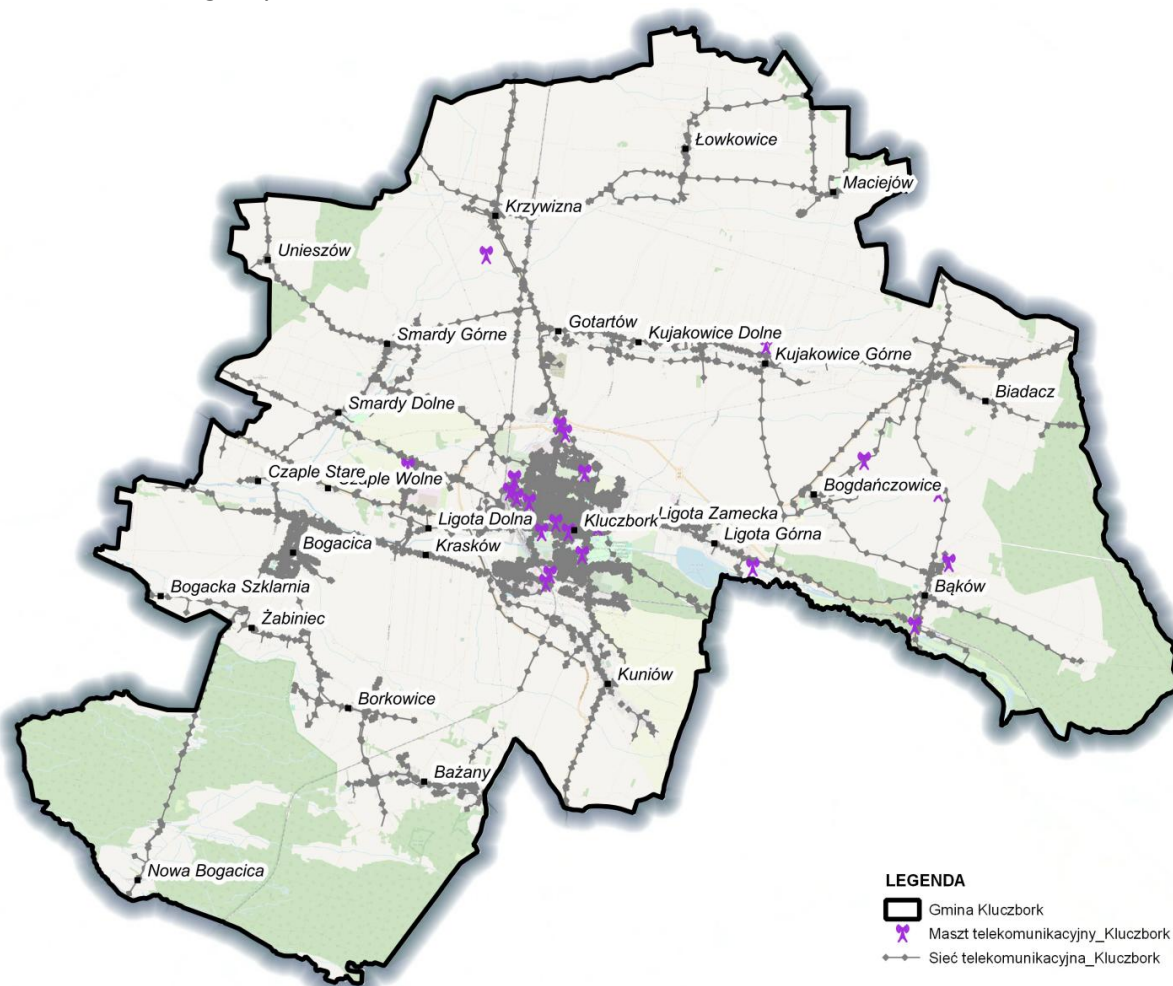 Łowkowice
Maciejów
Krzywizna
Unieszów
Gotartów
Kujakowice Dolne
Smardy Górne
Kujakowice Górne
Biadacz
Smardy Dolne
Czaple Stare
Czaple Wolne
Bogdańczowice
Ligota Dolna
Kluczbork
Ligota Zamecka
Ligota Górna
Bogacica
Krasków
Bogacka Szklarnia
Bąków
Żabiniec
Kuniów
Borkowice
Bażany
Nowa Bogacica
LEGENDA
Gmina Kluczbork
Maszt telekomunikacyjny_Kluczbork
Sieć telekomunikacyjna_Kluczbork